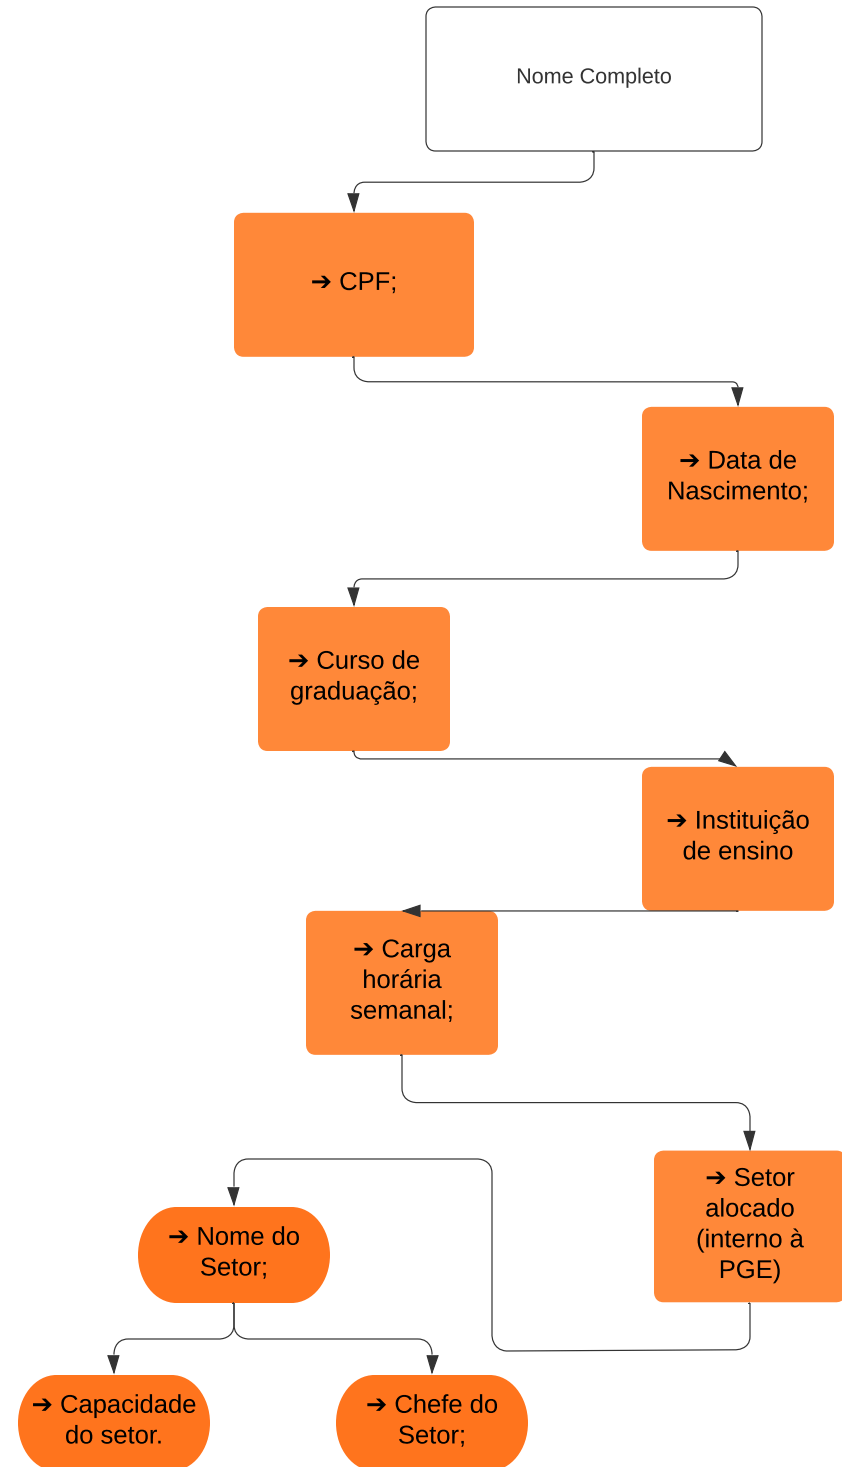 Nome Completo
➔ CPF;
➔ Data de
Nascimento;
➔ Curso de
graduação;
➔ Instituição
de ensino
➔ Carga
horária
semanal;
➔ Setor
alocado
(interno à
PGE)
➔ Nome do
Setor;
➔ Capacidade
do setor.
➔ Chefe do
Setor;